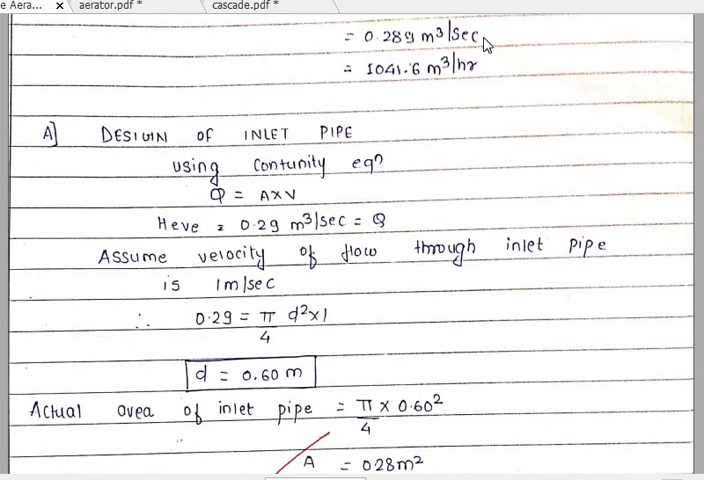 e Aera... × aerator.pdf * cascade.pdf *
= 0.289 m³/sec
= 1041.6 m³/hr
A] DESIGN OF INLET PIPE
using contunity eqn
Q = A×V
Here = 0.29 m³/sec = Q
Assume velocity of flow through inlet pipe
is 1m/sec
∴ 0.29 = π/4 d²×1
d = 0.60 m
Actual area of inlet pipe = π × 0.60²/4
A = 0.28m²